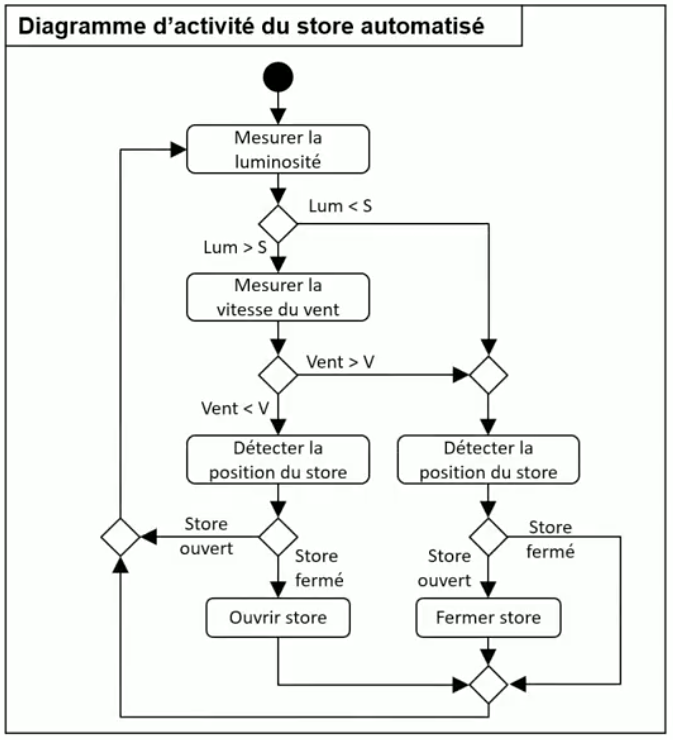 Diagramme d'activité du store automatisé
Mesurer la
luminosité
Lum < S
Lum > S
Mesurer la
vitesse du vent
Vent > V
Vent < V
Détecter la
position du store
Détecter la
position du store
Store
ouvert
Store
fermé
Store
ouvert
Store
fermé
Ouvrir store
Fermer store